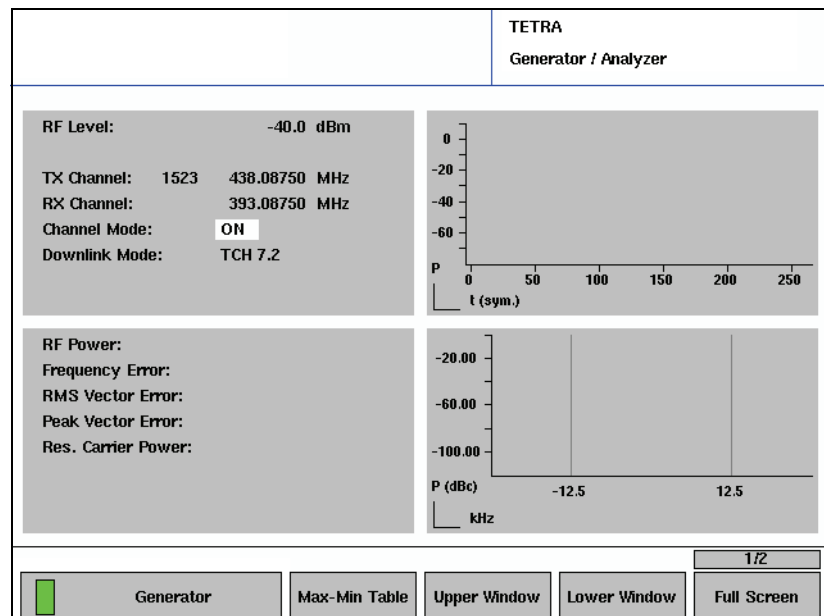 TETRA
Generator / Analyzer
RF Level: -40.0 dBm
TX Channel: 1523 438.08750 MHz
RX Channel: 393.08750 MHz
Channel Mode: ON
Downlink Mode: TCH 7.2
0
-20
-40
-60
P
0 50 100 150 200 250
t (sym.)
RF Power:
Frequency Error:
RMS Vector Error:
Peak Vector Error:
Res. Carrier Power:
-20.00
-60.00
-100.00
P (dBc)
-12.5 12.5
kHz
1/2
Generator
Max-Min Table
Upper Window
Lower Window
Full Screen